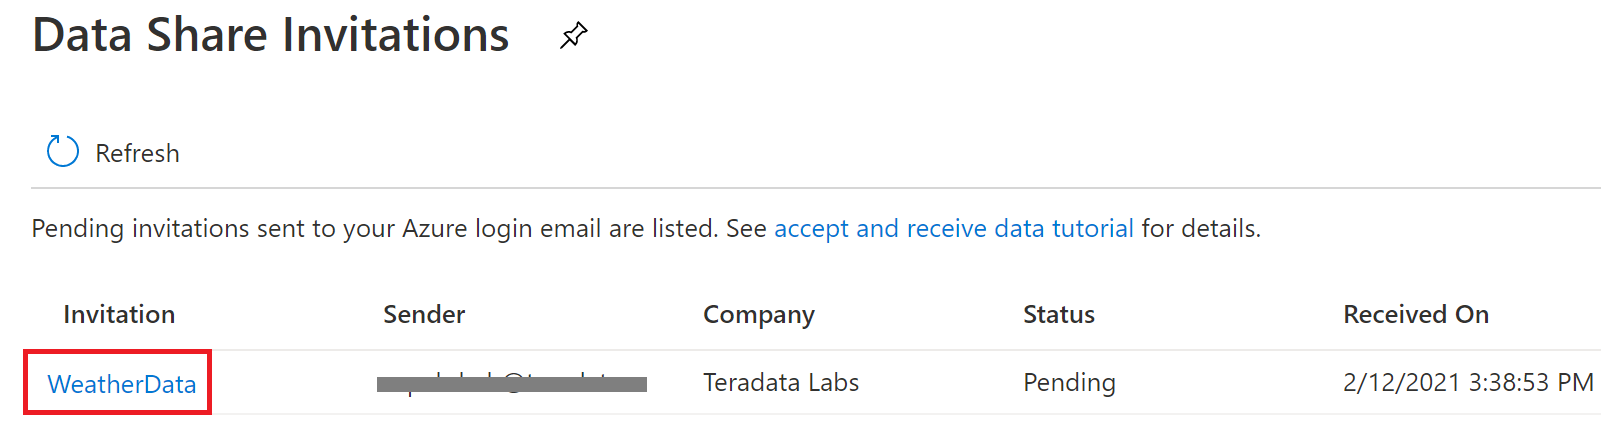 Data Share Invitations
Refresh
Pending invitations sent to your Azure login email are listed. See accept and receive data tutorial for details.
Invitation Sender Company Status Received On
WeatherData Teradata Labs Pending 2/12/2021 3:38:53 PM